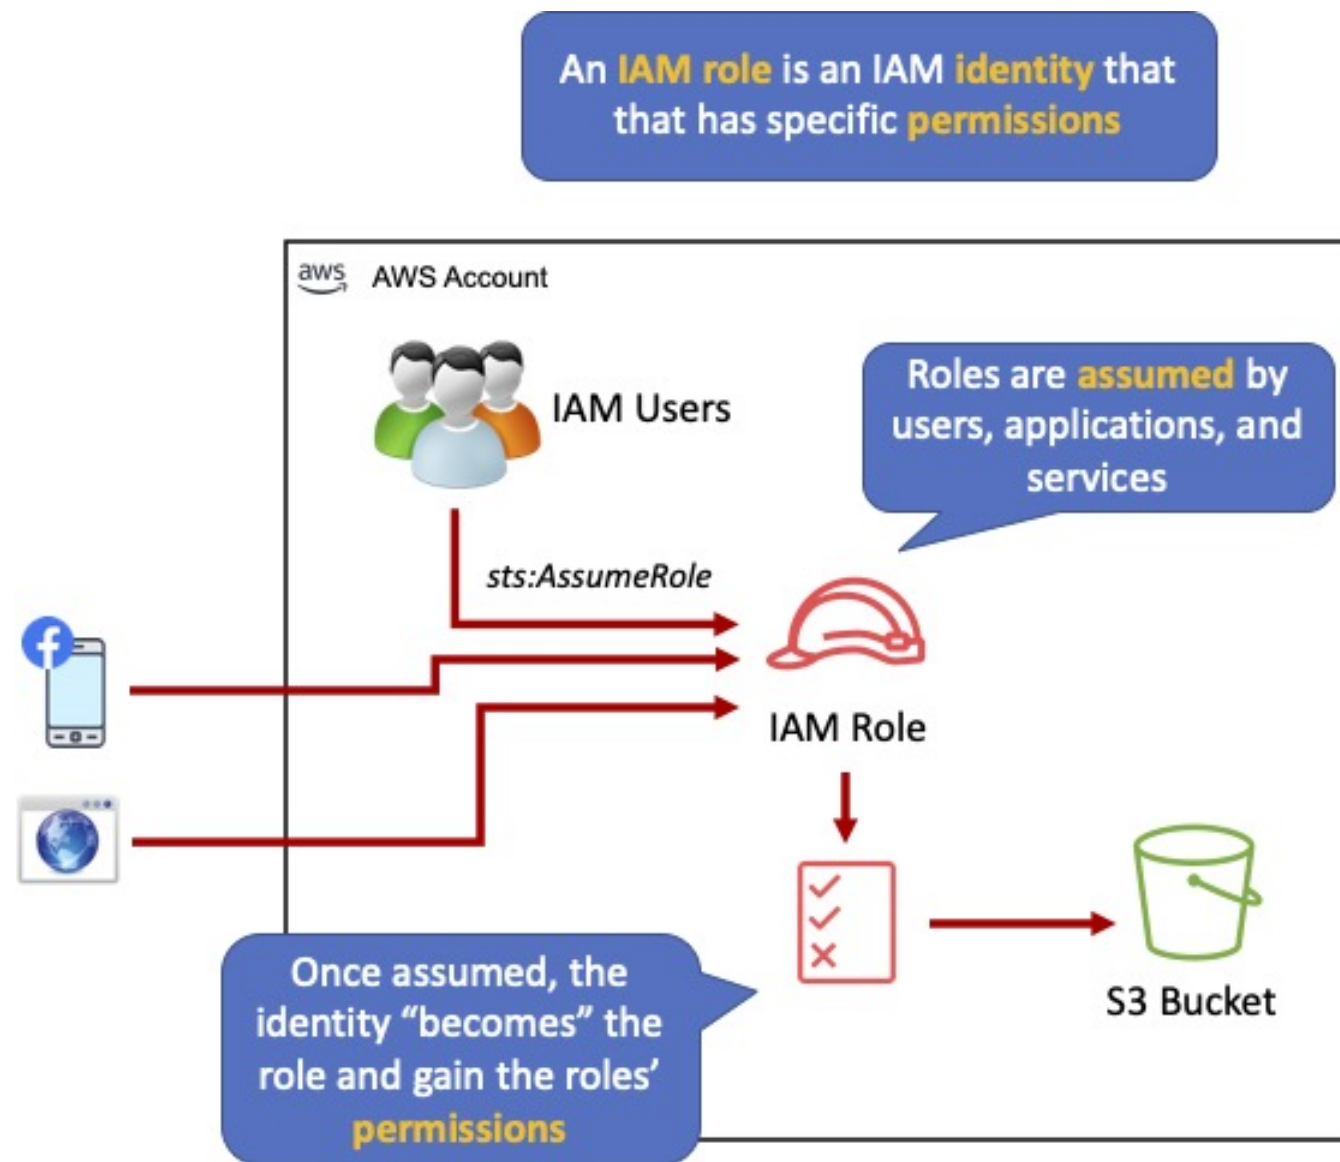 An IAM role is an IAM identity that
that has specific permissions
aws
AWS Account
IAM Users
Roles are assumed by
users, applications, and
services
sts:AssumeRole
f
IAM Role
Once assumed, the
identity “becomes” the
role and gain the roles’
permissions
S3 Bucket